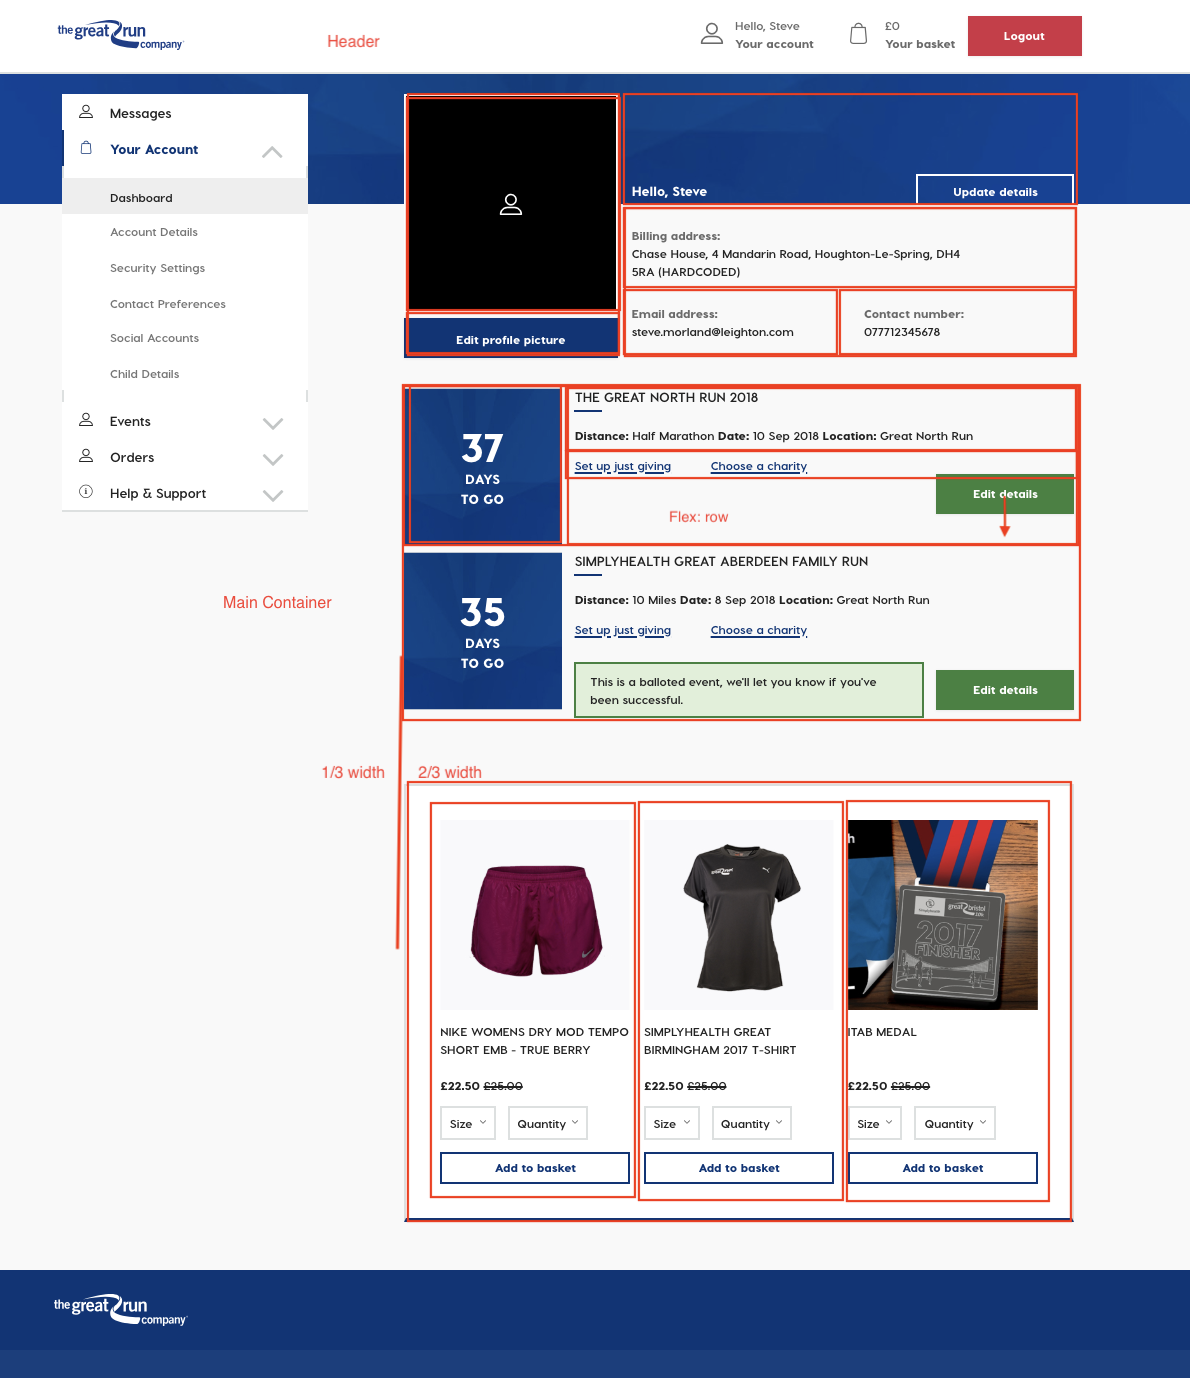 the great run company
Header
Hello, Steve
Your account
£0
Your basket
Logout
Messages
Your Account
Dashboard
Account Details
Security Settings
Contact Preferences
Social Accounts
Child Details
Events
Orders
Help & Support
Hello, Steve
Update details
Billing address:
Chase House, 4 Mandarin Road, Houghton-Le-Spring, DH4
5RA (HARDCODED)
Email address:
steve.morland@leighton.com
Contact number:
077712345678
Edit profile picture
37
DAYS
TO GO
THE GREAT NORTH RUN 2018
Distance: Half Marathon Date: 10 Sep 2018 Location: Great North Run
Set up just giving
Choose a charity
Edit details
Flex: row
35
DAYS
TO GO
SIMPLYHEALTH GREAT ABERDEEN FAMILY RUN
Distance: 10 Miles Date: 8 Sep 2018 Location: Great North Run
Set up just giving
Choose a charity
This is a balloted event, we'll let you know if you've
been successful.
Edit details
Main Container
1/3 width
2/3 width
h
great bristol
10k
2017
FINISHER
NIKE WOMENS DRY MOD TEMPO
SHORT EMB - TRUE BERRY
£22.50 £25.00
Size
Quantity
Add to basket
SIMPLYHEALTH GREAT
BIRMINGHAM 2017 T-SHIRT
£22.50 £25.00
Size
Quantity
Add to basket
ITAB MEDAL
£22.50 £25.00
Size
Quantity
Add to basket
the great run company